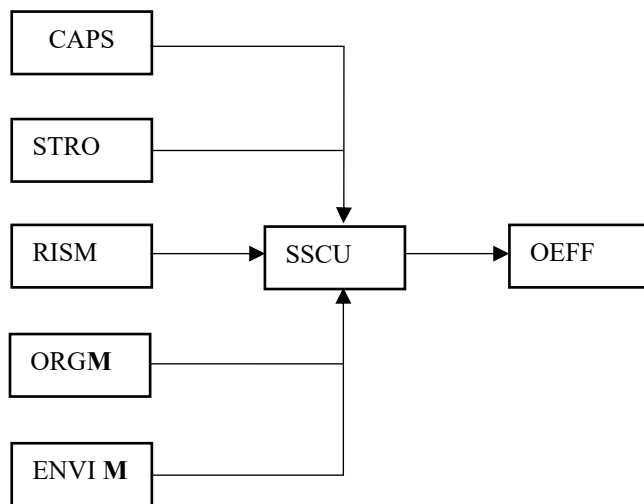 CAPS
STRO
RISM
SSCU
OEFF
ORGM
ENVI M